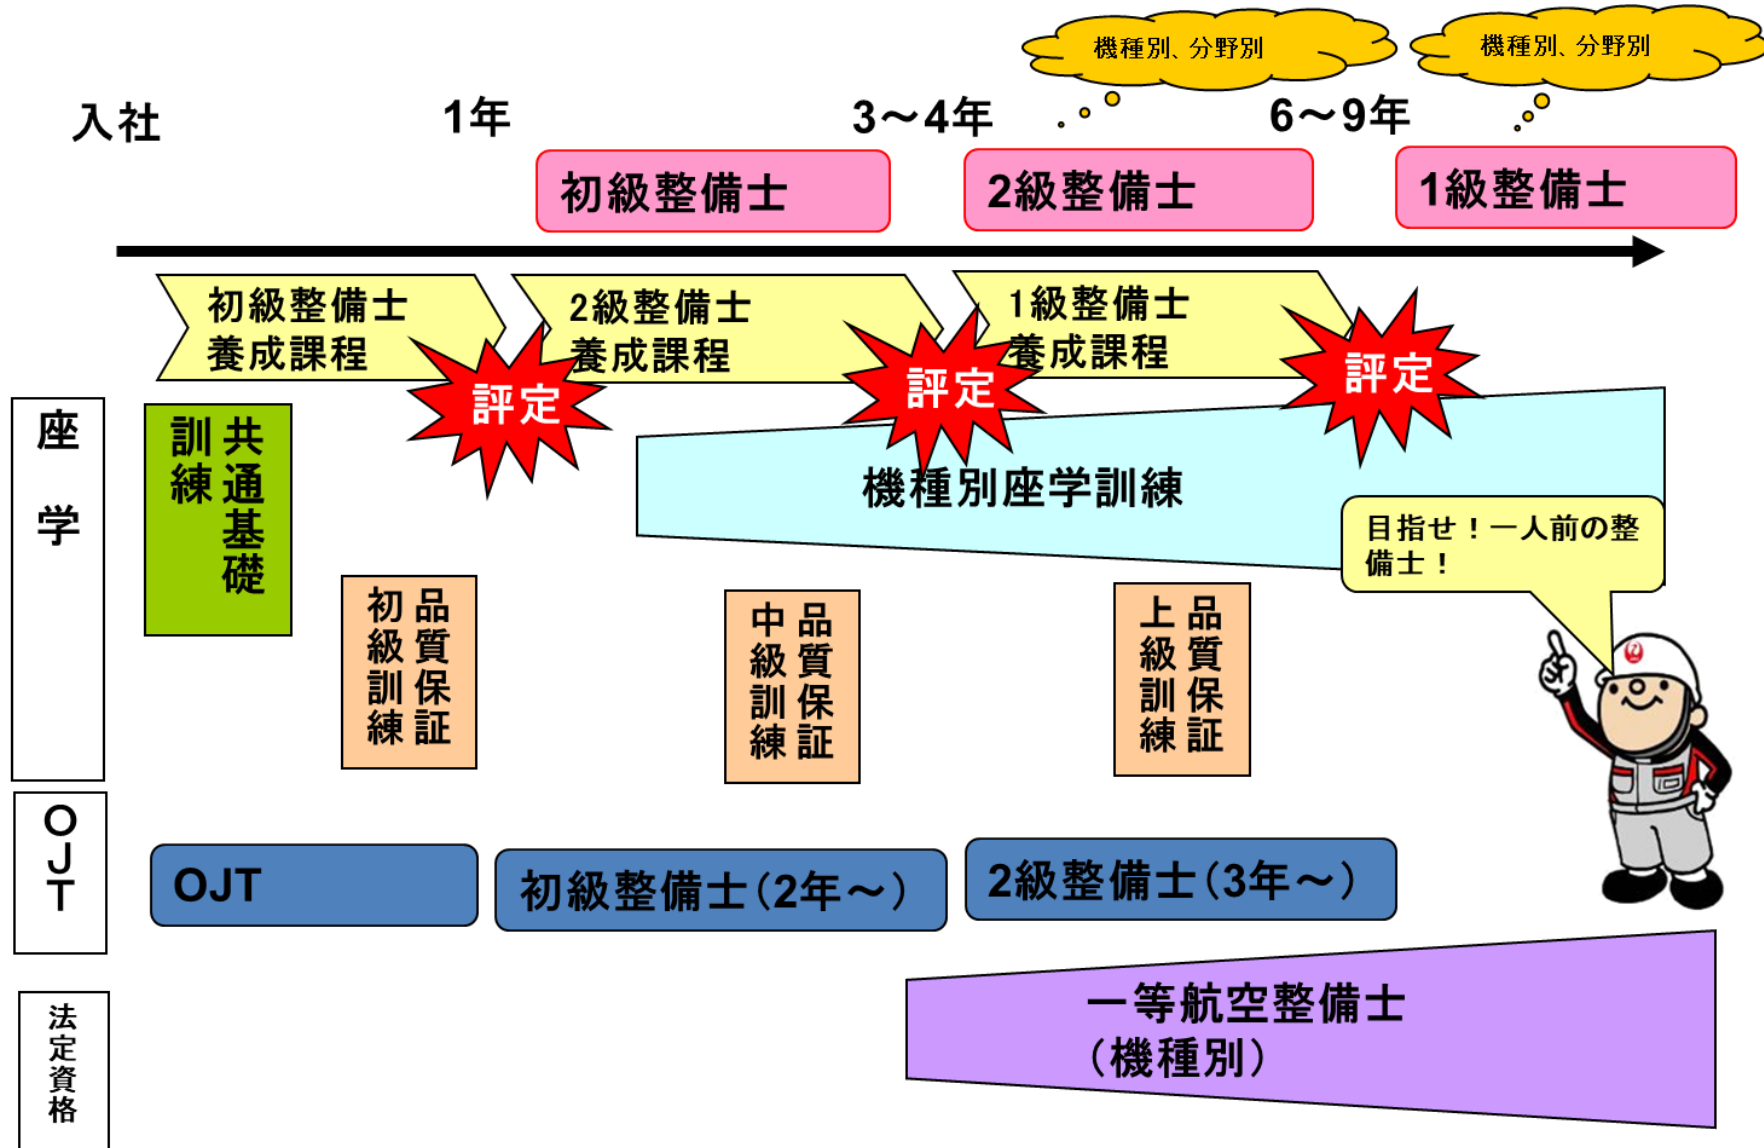 機種別、分野別
機種別、分野別
入社
1年
3～4年
6～9年
初級整備士
2級整備士
1級整備士
初級整備士
養成課程
2級整備士
養成課程
1級整備士
養成課程
評定
評定
評定
座学
共通基礎
訓練
機種別座学訓練
目指せ！一人前の整
備士！
品質保証
初級訓練
品質保証
中級訓練
品質保証
上級訓練
OJT
OJT
初級整備士（2年～）
2級整備士（3年～）
法定資格
一等航空整備士
（機種別）